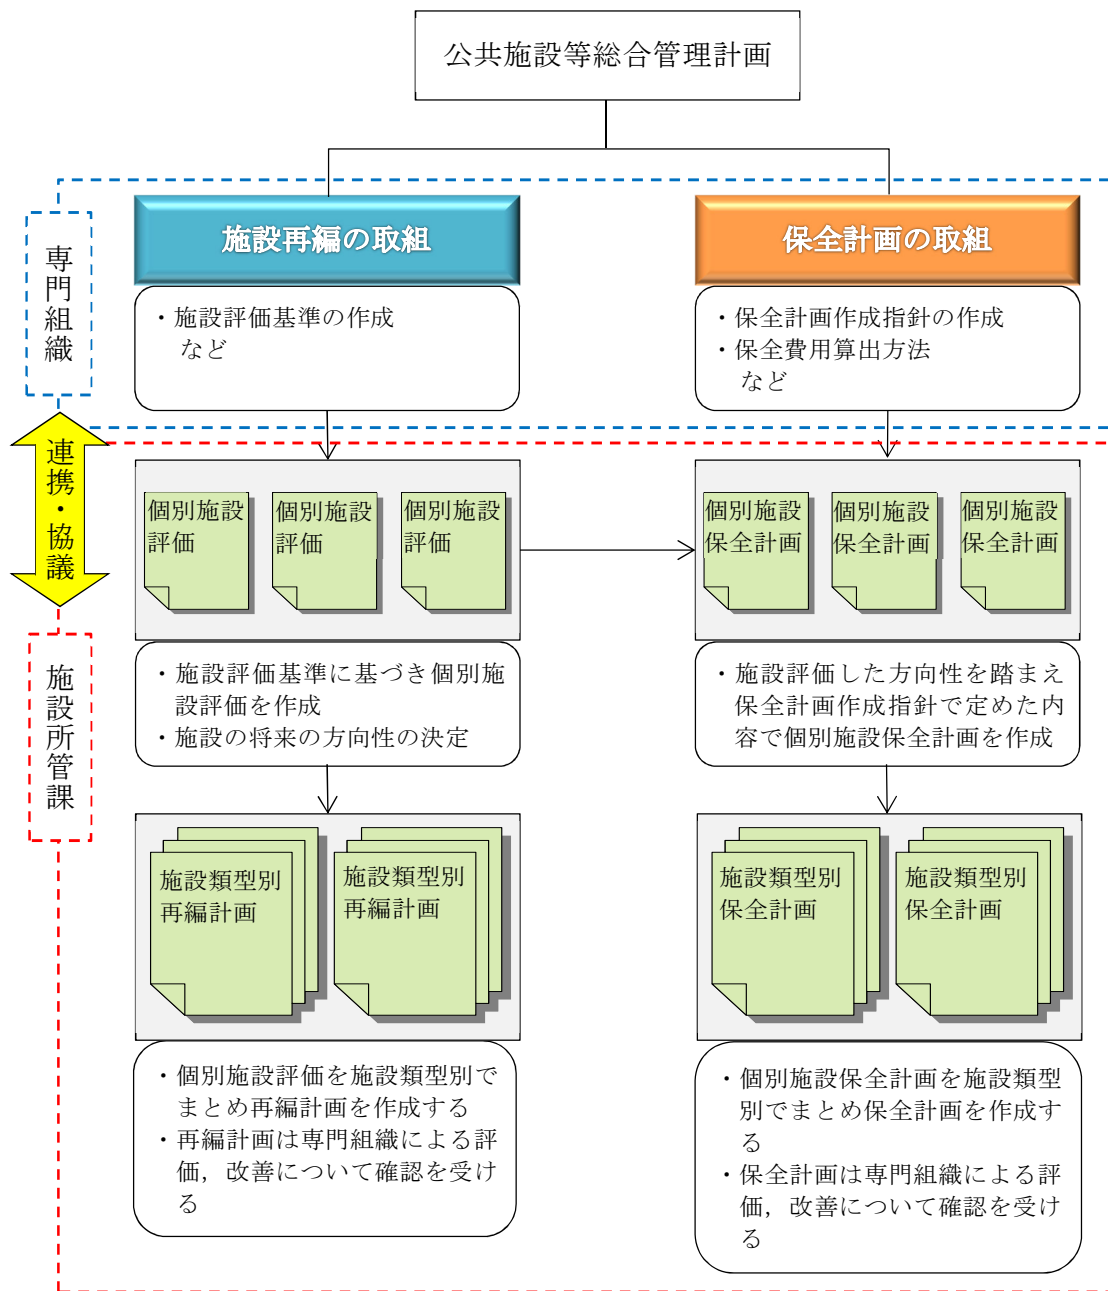 公共施設等総合管理計画
専門組織
施設再編の取組
・施設評価基準の作成
など
保全計画の取組
・保全計画作成指針の作成
・保全費用算出方法
など
連携・協議
施設所管課
個別施設
評価
個別施設
評価
個別施設
評価
・施設評価基準に基づき個別施
設評価を作成
・施設の将来の方向性の決定
個別施設
保全計画
個別施設
保全計画
個別施設
保全計画
・施設評価した方向性を踏まえ
保全計画作成指針で定めた内
容で個別施設保全計画を作成
施設類型別
再編計画
施設類型別
再編計画
・個別施設評価を施設類型別で
まとめ再編計画を作成する
・再編計画は専門組織による評
価，改善について確認を受け
る
施設類型別
保全計画
施設類型別
保全計画
・個別施設保全計画を施設類型
別でまとめ保全計画を作成す
る
・保全計画は専門組織による評
価，改善について確認を受け
る